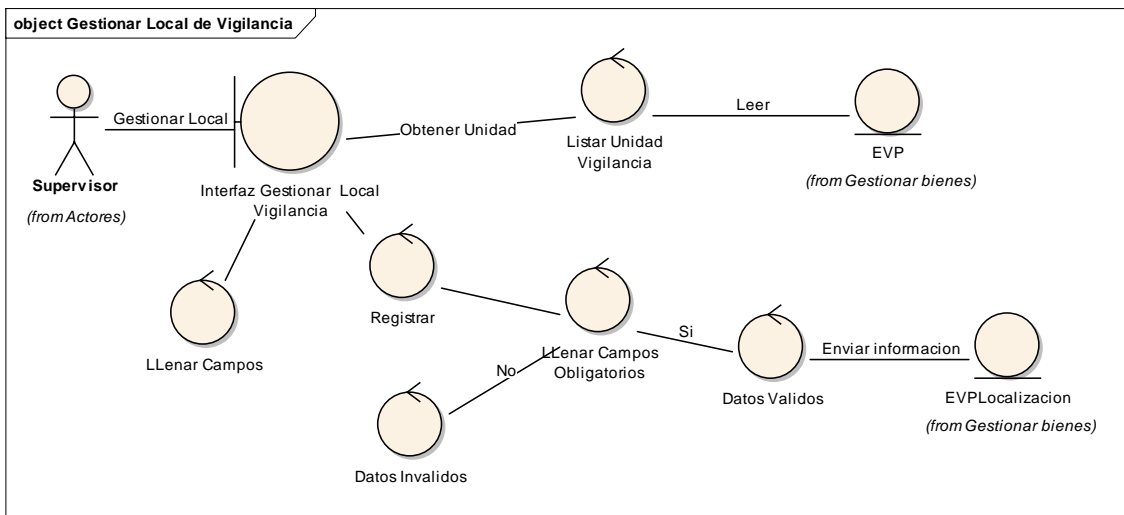 object Gestionar Local de Vigilancia
Gestionar Local
Supervisor
(from Actores)
Interfaz Gestionar Local
Vigilancia
Obtener Unidad
Listar Unidad
Vigilancia
Leer
EVP
(from Gestionar bienes)
LLenar Campos
Registrar
LLenar Campos
Obligatorios
No
Si
Datos Invalidos
Datos Validos
Enviar informacion
EVPLocalizacion
(from Gestionar bienes)